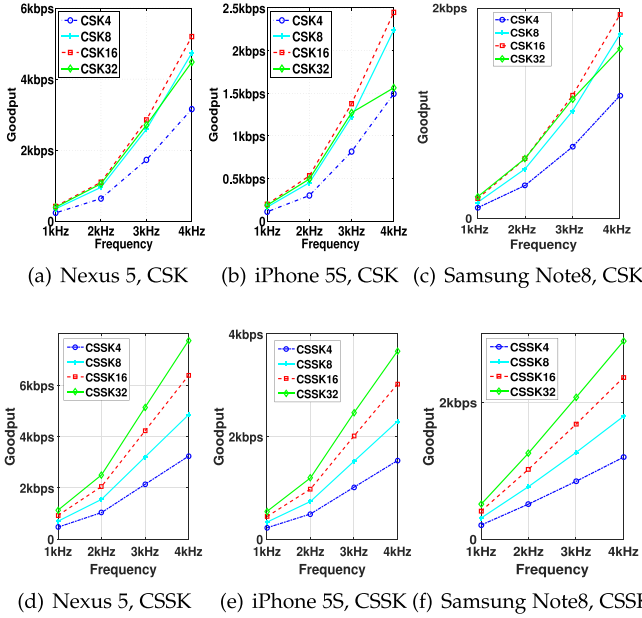 6kbps
4kbps
2kbps
0
Goodput
CSK4
CSK8
CSK16
CSK32
1kHz 2kHz 3kHz 4kHz
Frequency
(a) Nexus 5, CSK
2.5kbps
2kbps
1.5kbps
1kbps
0.5kbps
0
Goodput
CSK4
CSK8
CSK16
CSK32
1kHz 2kHz 3kHz 4kHz
Frequency
(b) iPhone 5S, CSK
2kbps
0
Goodput
CSK4
CSK8
CSK16
CSK32
1kHz 2kHz 3kHz 4kHz
Frequency
(c) Samsung Note8, CSK
6kbps
4kbps
2kbps
0
Goodput
CSSK4
CSSK8
CSSK16
CSSK32
1kHz 2kHz 3kHz 4kHz
Frequency
(d) Nexus 5, CSSK
4kbps
2kbps
0
Goodput
CSSK4
CSSK8
CSSK16
CSSK32
1kHz 2kHz 3kHz 4kHz
Frequency
(e) iPhone 5S, CSSK
2kbps
0
Goodput
CSSK4
CSSK8
CSSK16
CSSK32
1kHz 2kHz 3kHz 4kHz
Frequency
(f) Samsung Note8, CSSK